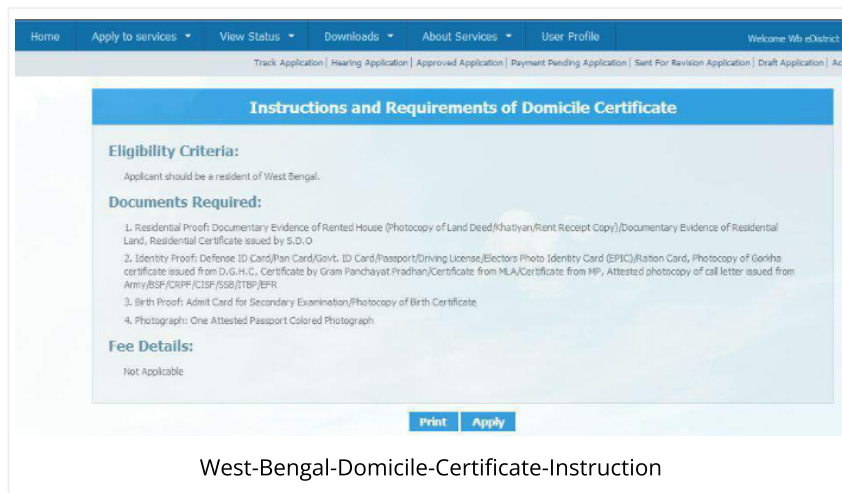 Home Apply to services View Status Downloads About Services User Profile Welcome Wb eDistrict
Track Application | Hearing Application | Approved Application | Payment Pending Application | Sent For Revision Application | Draft Application | Ac
Instructions and Requirements of Domicile Certificate
Eligibility Criteria:
Applicant should be a resident of West Bengal.
Documents Required:
1. Residential Proof: Documentary Evidence of Rented House (Photocopy of Land Deed/Khatiyan/Rent Receipt Copy)/Documentary Evidence of Residential
Land, Residential Certificate issued by S.D.O
2. Identity Proof: Defense ID Card/Pan Card/Govt. ID Card/Passport/Driving License/Electors Photo Identity Card (EPIC)/Ration Card, Photocopy of Gorkha
certificate issued from D.G.H.C, Certificate by Gram Panchayat Pradhan/Certificate from MLA/Certificate from MP, Attested photocopy of call letter issued from
Army/BSF/CRPF/CISF/SSB/ITBP/EFR
3. Birth Proof: Admit Card for Secondary Examination/Photocopy of Birth Certificate
4. Photograph: One Attested Passport Colored Photograph
Fee Details:
Not Applicable
Print Apply
West-Bengal-Domicile-Certificate-Instruction